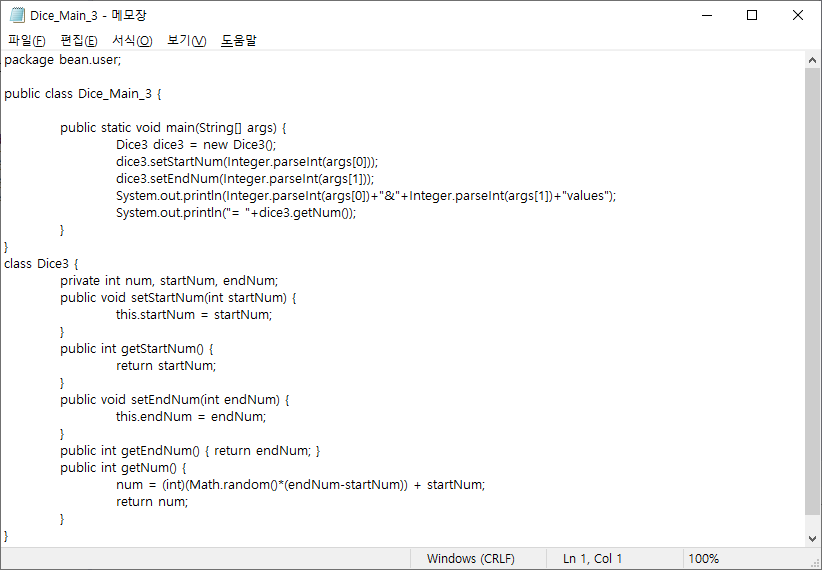 Dice_Main_3 - 메모장
파일(F) 편집(E) 서식(O) 보기(V) 도움말
package bean.user;
public class Dice_Main_3 {
public static void main(String[] args) {
Dice3 dice3 = new Dice3();
dice3.setStartNum(Integer.parseInt(args[0]));
dice3.setEndNum(Integer.parseInt(args[1]));
System.out.println(Integer.parseInt(args[0])+"&"+Integer.parseInt(args[1])+"values");
System.out.println("= "+dice3.getNum());
}
}
class Dice3 {
private int num, startNum, endNum;
public void setStartNum(int startNum) {
this.startNum = startNum;
}
public int getStartNum() {
return startNum;
}
public void setEndNum(int endNum) {
this.endNum = endNum;
}
public int getEndNum() { return endNum; }
public int getNum() {
num = (int)(Math.random()*(endNum-startNum)) + startNum;
return num;
}
}
Windows (CRLF) Ln 1, Col 1 100%